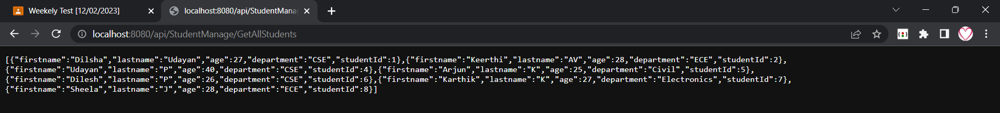 Weekely Test [12/02/2023]
localhost:8080/api/StudentMana
localhost:8080/api/StudentManage/GetAllStudents
[{"firstname":"Dilsha","lastname":"Udayan","age":27,"department":"CSE","studentId":1},{"firstname":"Keerthi","lastname":"AV","age":28,"department":"ECE","studentId":2},
{"firstname":"Udayan","lastname":"P","age":40,"department":"CSE","studentId":4},{"firstname":"Arjun","lastname":"K","age":25,"department":"Civil","studentId":5},
{"firstname":"Dilesh","lastname":"P","age":26,"department":"CSE","studentId":6},{"firstname":"Karthik","lastname":"K","age":27,"department":"Electronics","studentId":7},
{"firstname":"Sheela","lastname":"J","age":28,"department":"ECE","studentId":8}]